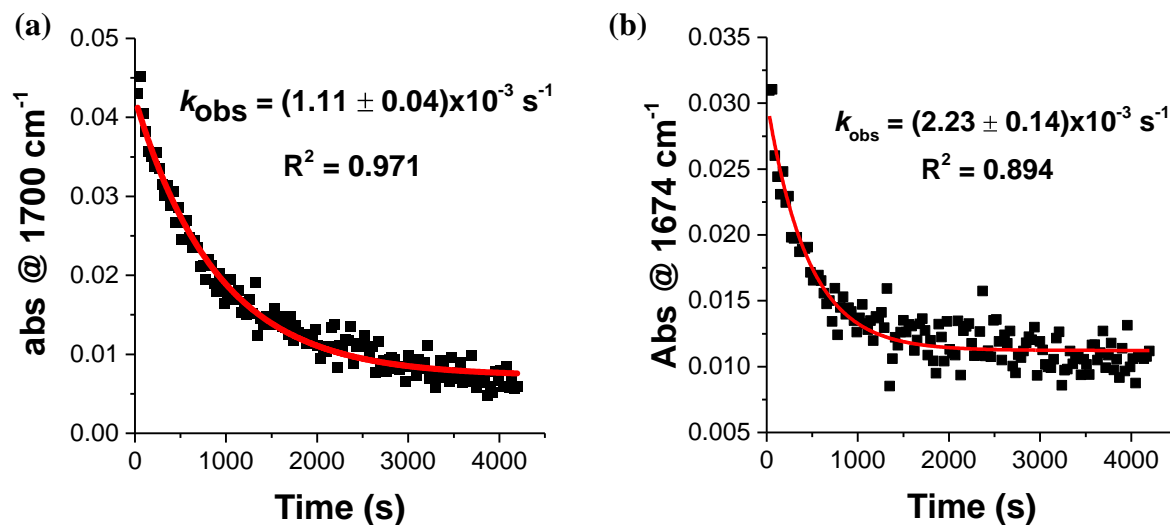 (a)
0.05
0.04
0.03
0.02
0.01
0.00
abs @ 1700 cm⁻¹
k_obs = (1.11 ± 0.04)x10⁻³ s⁻¹
R² = 0.971
0 1000 2000 3000 4000
Time (s)
(b)
0.035
0.030
0.025
0.020
0.015
0.010
0.005
Abs @ 1674 cm⁻¹
k_obs = (2.23 ± 0.14)x10⁻³ s⁻¹
R² = 0.894
0 1000 2000 3000 4000
Time (s)